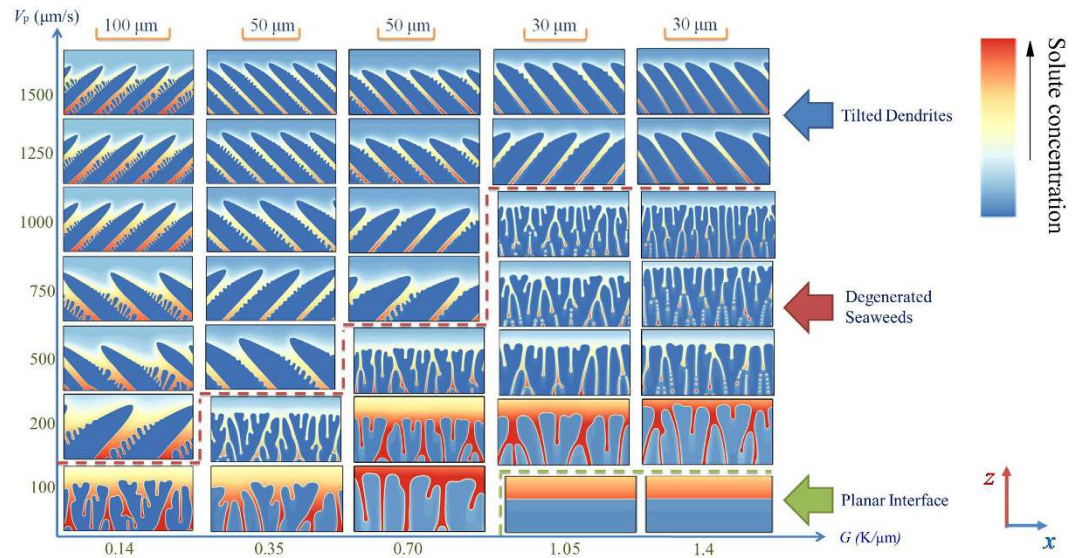 Vp (μm/s)
100 μm
50 μm
50 μm
30 μm
30 μm
1500
1250
1000
750
500
200
100
0.14
0.35
0.70
1.05
1.4
G (K/μm)
Tilted Dendrites
Degenerated
Seaweeds
Planar Interface
Solute concentration
z
x